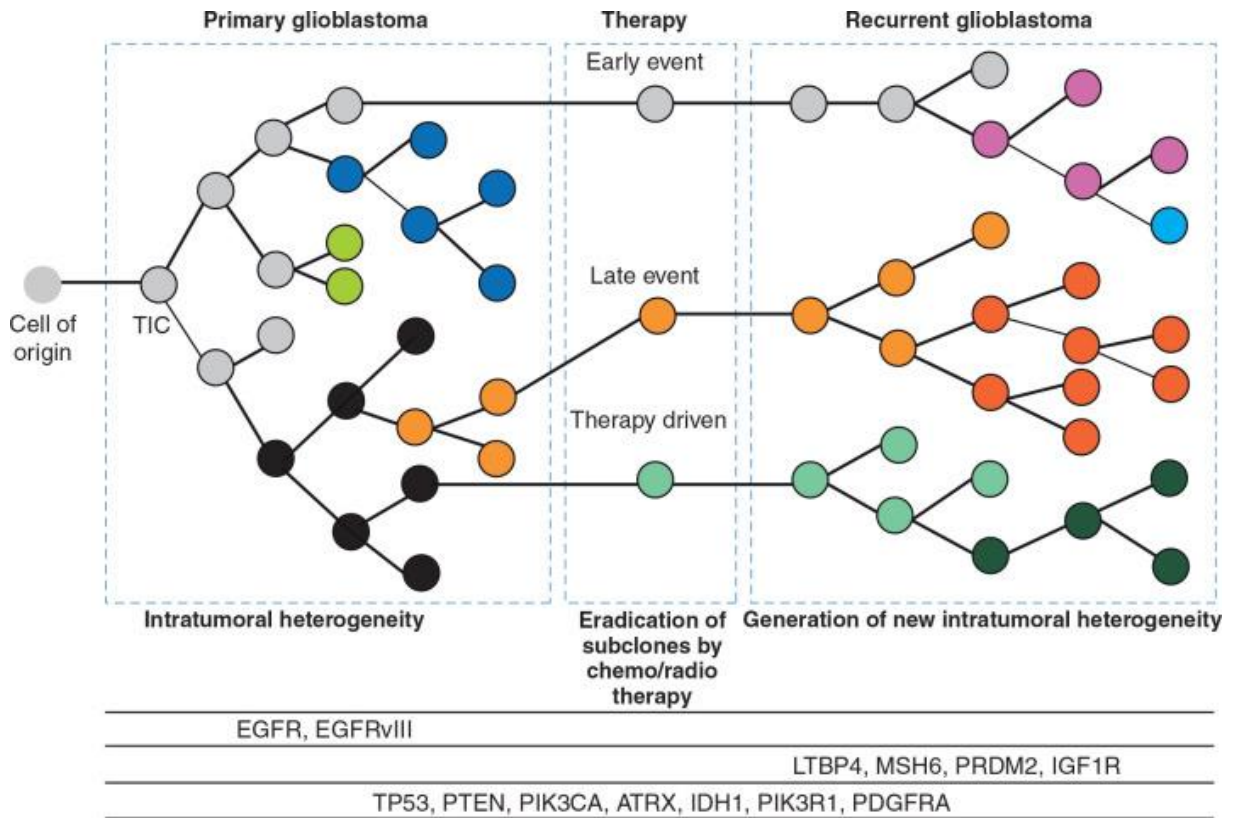 Primary glioblastoma
Therapy
Recurrent glioblastoma
Early event
Cell of
origin
TIC
Late event
Therapy driven
Intratumoral heterogeneity
Eradication of
subclones by
chemo/radio
therapy
Generation of new intratumoral heterogeneity
EGFR, EGFRvIII
LTBP4, MSH6, PRDM2, IGF1R
TP53, PTEN, PIK3CA, ATRX, IDH1, PIK3R1, PDGFRA